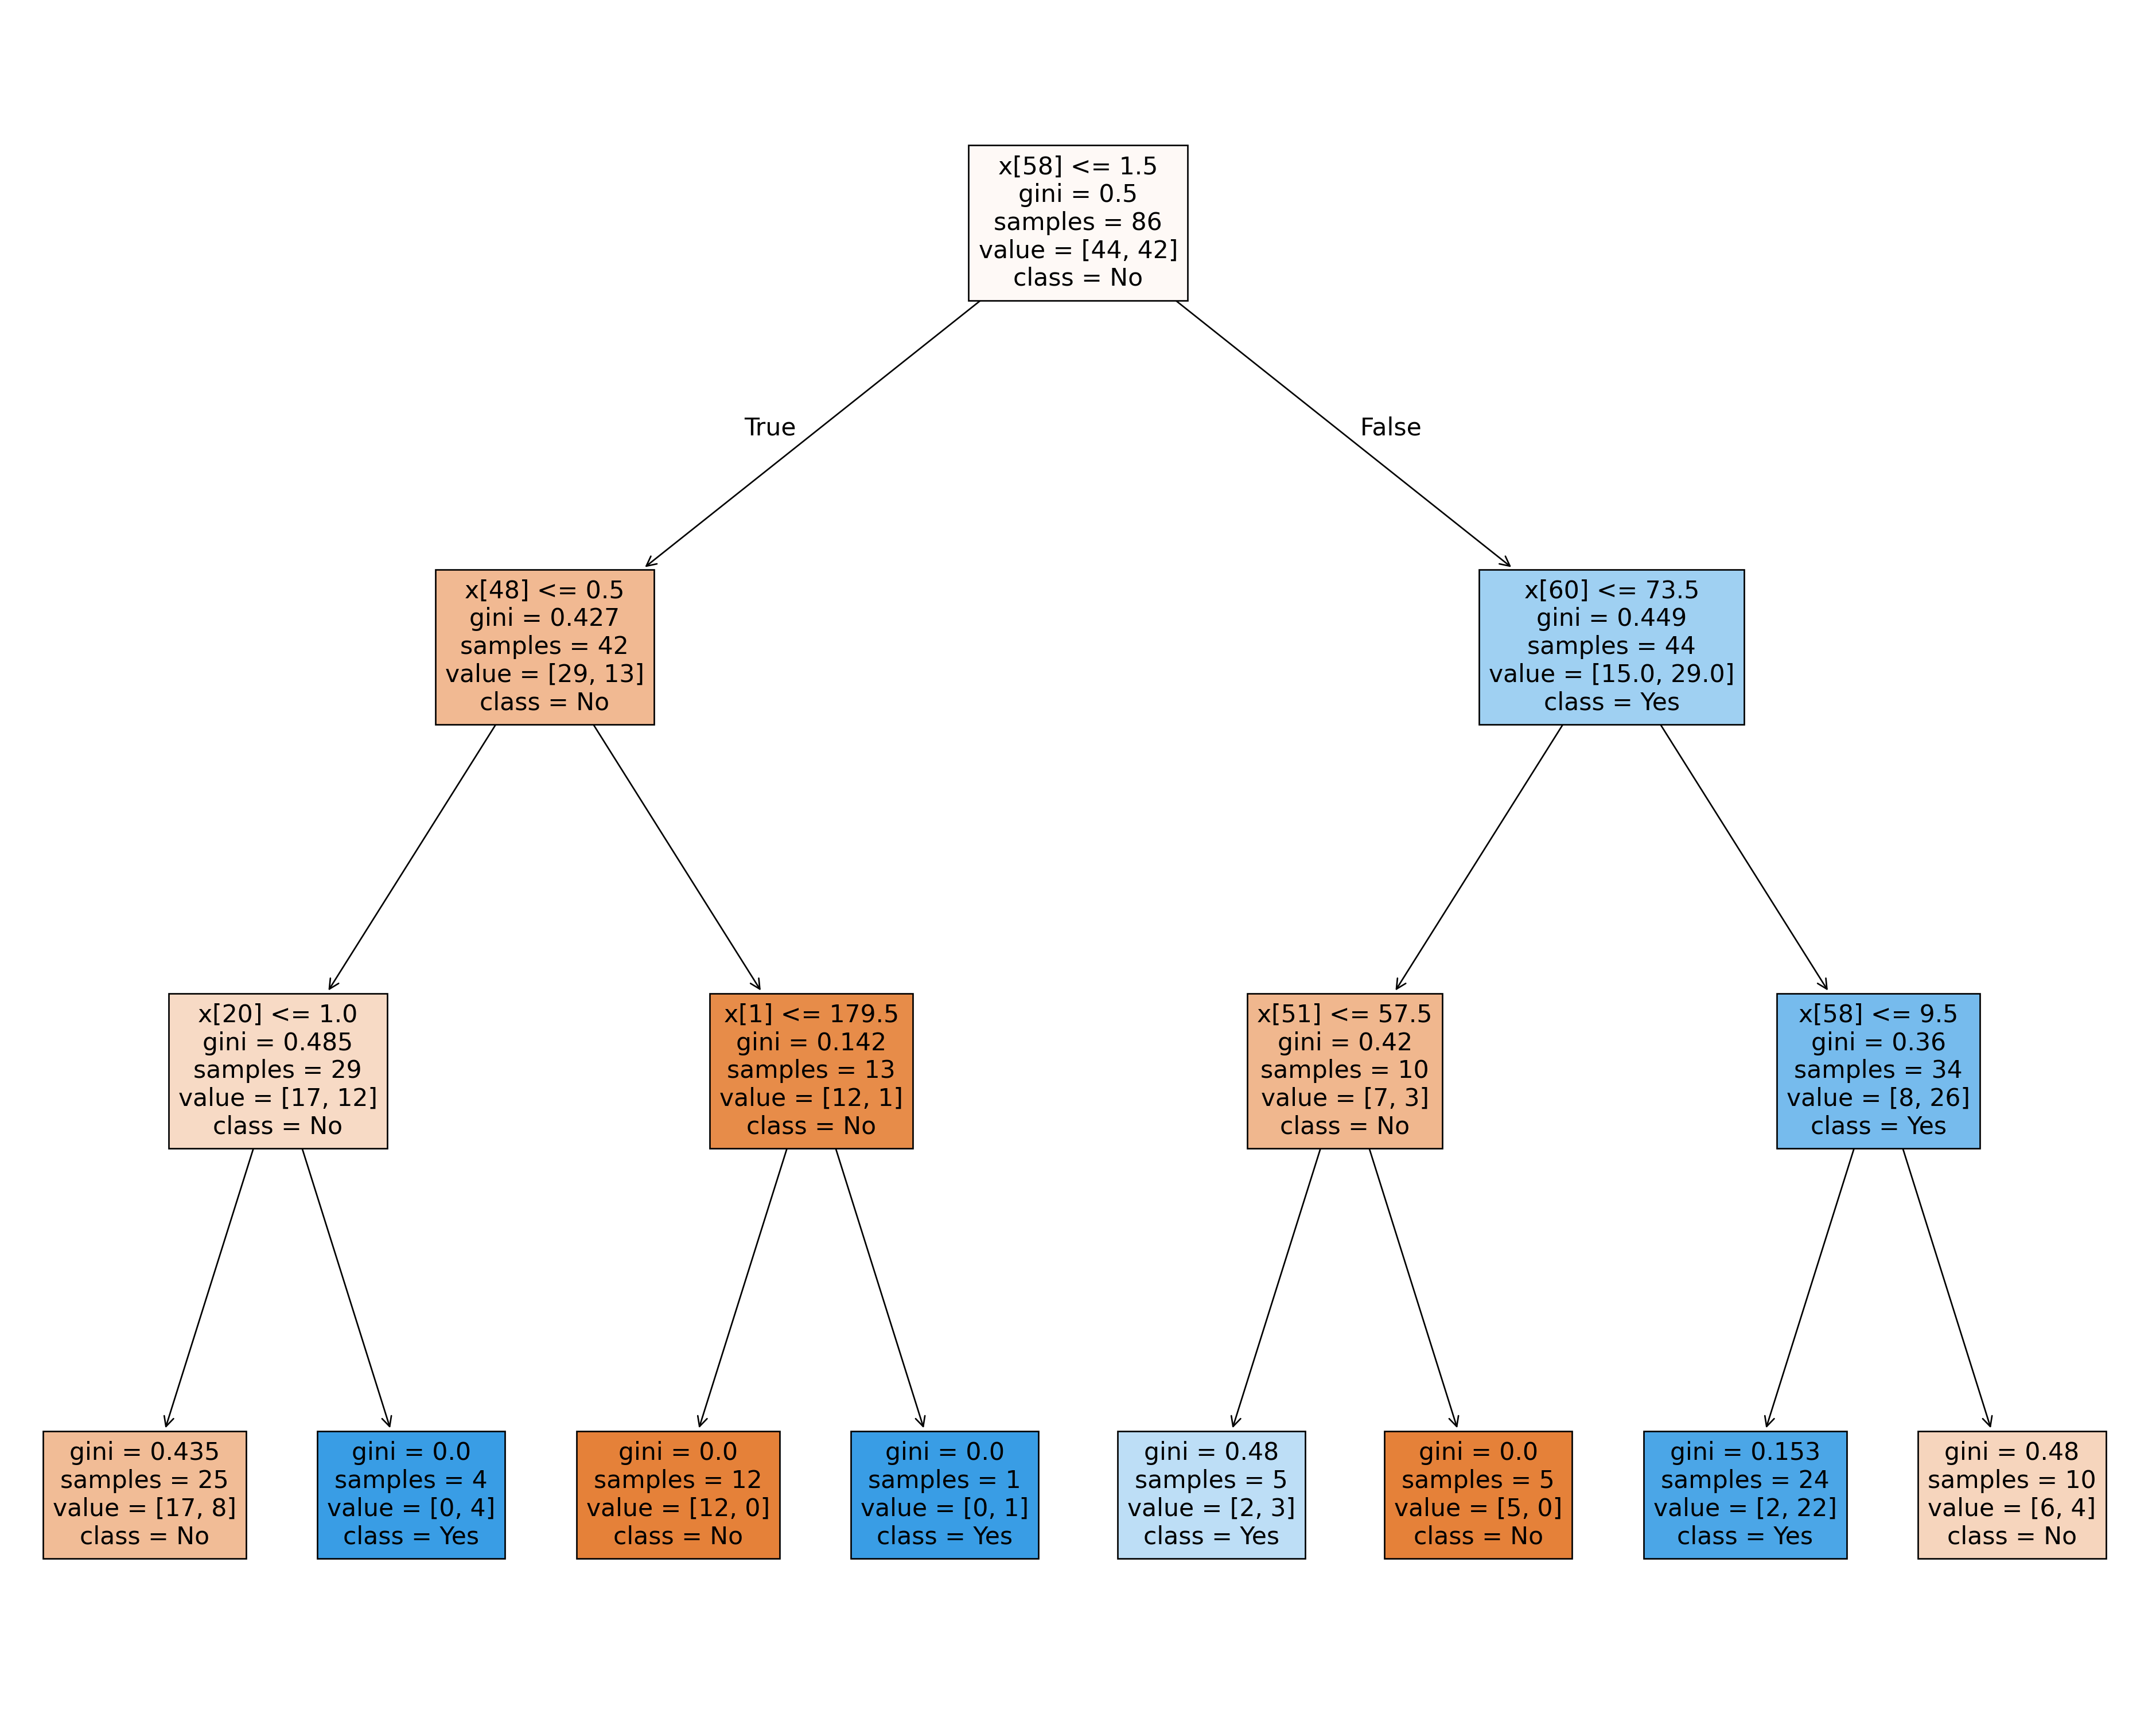 x[58] <= 1.5
gini = 0.5
samples = 86
value = [44, 42]
class = No
True
False
x[48] <= 0.5
gini = 0.427
samples = 42
value = [29, 13]
class = No
x[60] <= 73.5
gini = 0.449
samples = 44
value = [15.0, 29.0]
class = Yes
x[20] <= 1.0
gini = 0.485
samples = 29
value = [17, 12]
class = No
x[1] <= 179.5
gini = 0.142
samples = 13
value = [12, 1]
class = No
x[51] <= 57.5
gini = 0.42
samples = 10
value = [7, 3]
class = No
x[58] <= 9.5
gini = 0.36
samples = 34
value = [8, 26]
class = Yes
gini = 0.435
samples = 25
value = [17, 8]
class = No
gini = 0.0
samples = 4
value = [0, 4]
class = Yes
gini = 0.0
samples = 12
value = [12, 0]
class = No
gini = 0.0
samples = 1
value = [0, 1]
class = Yes
gini = 0.48
samples = 5
value = [2, 3]
class = Yes
gini = 0.0
samples = 5
value = [5, 0]
class = No
gini = 0.153
samples = 24
value = [2, 22]
class = Yes
gini = 0.48
samples = 10
value = [6, 4]
class = No